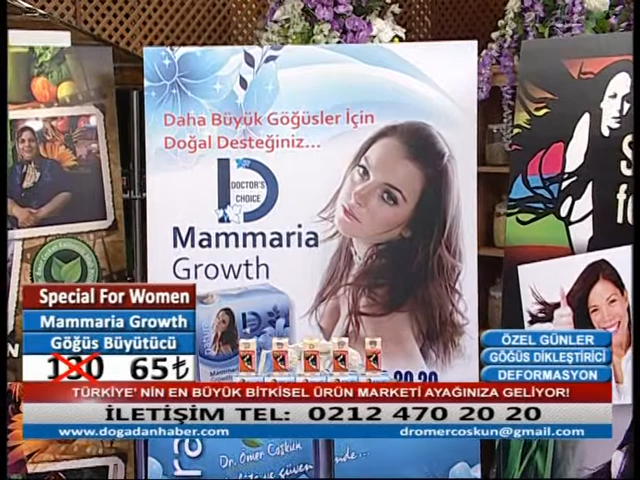 Daha Büyük Göğüsler İçin
Doğal Desteğiniz...
D
DOCTOR'S
CHOICE
Mammaria
Growth
Special For Women
Mammaria Growth
Göğüs Büyütücü
130 65₺
ÖZEL GÜNLER
GÖĞÜS DİKLEŞTİRİCİ
DEFORMASYON
TÜRKİYE' NİN EN BÜYÜK BİTKİSEL ÜRÜN MARKETİ AYAĞINIZA GELİYOR!
İLETİŞİM TEL: 0212 470 20 20
www.dogadanhaber.com
dromercoskun@gmail.com
Dr. Ömer Coşkun